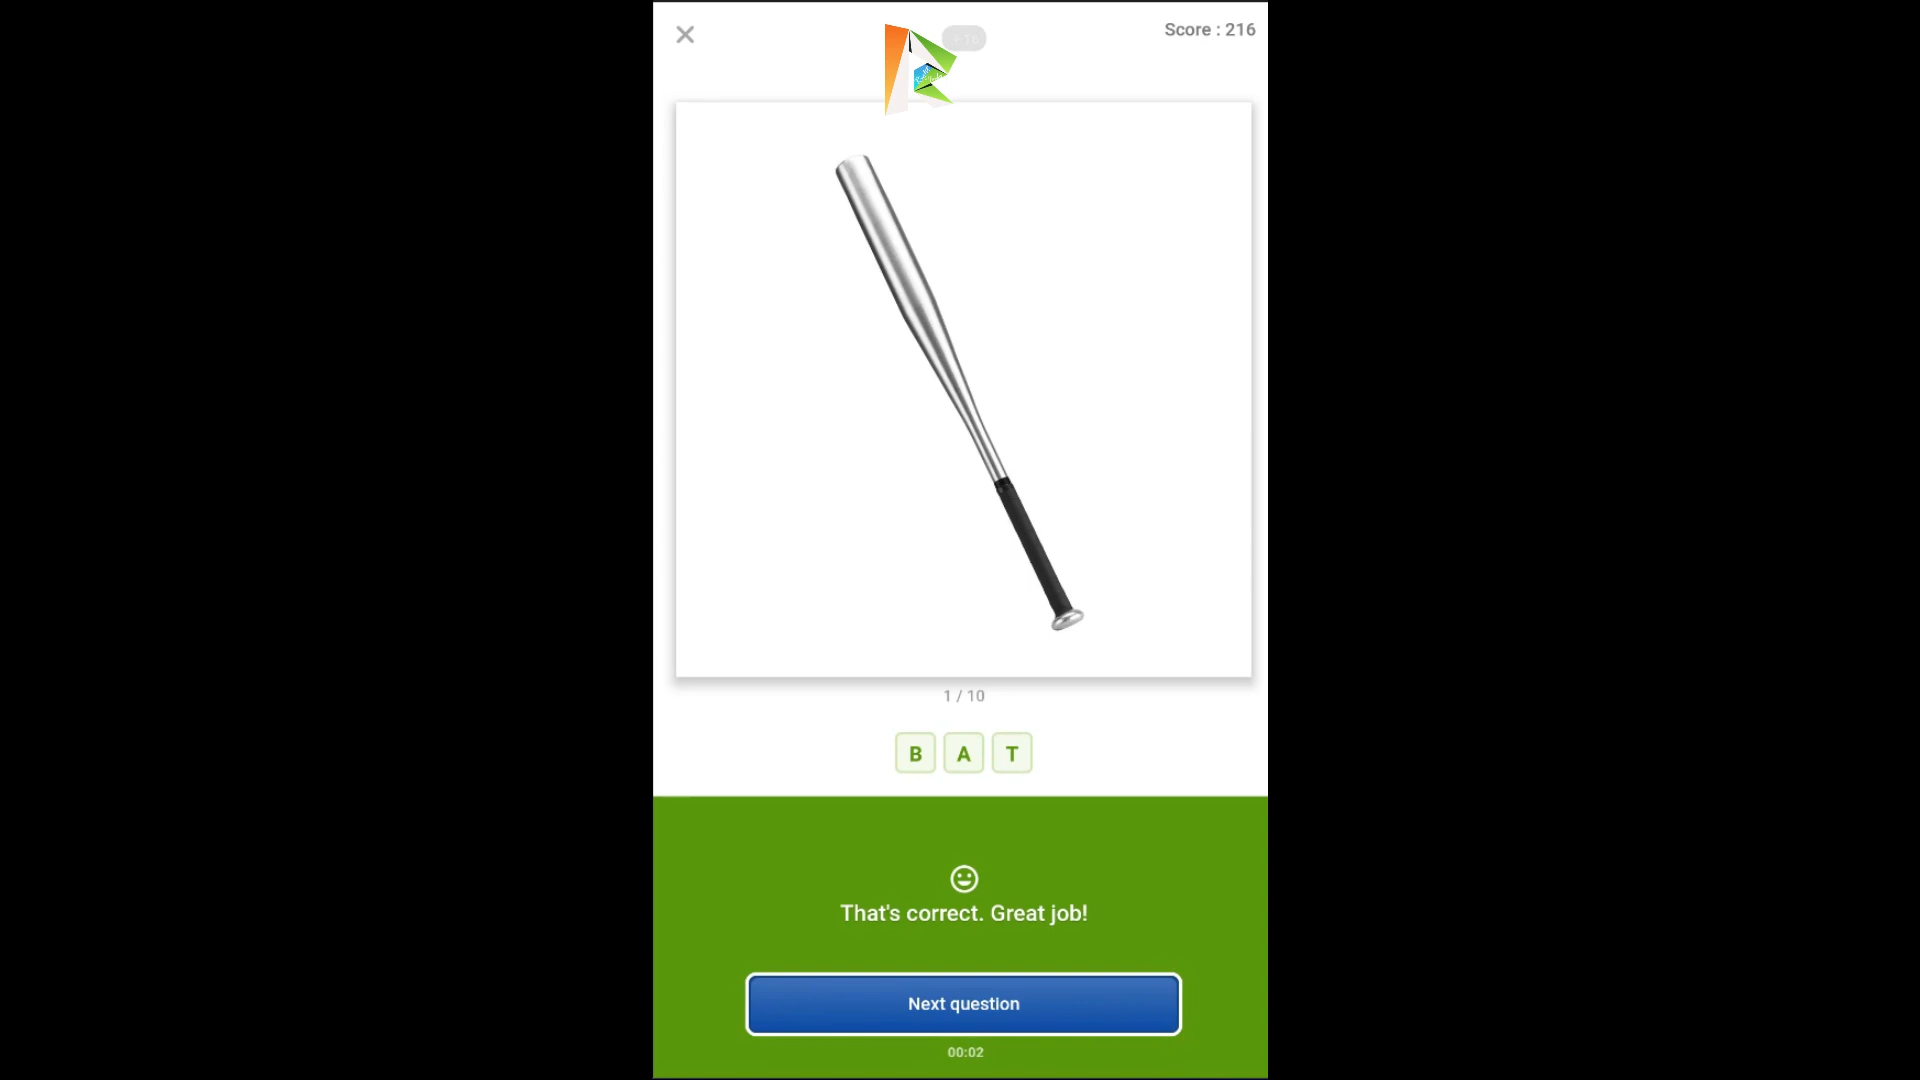 Score : 216
1 / 10
B A T
That's correct. Great job!
Next question
00:02